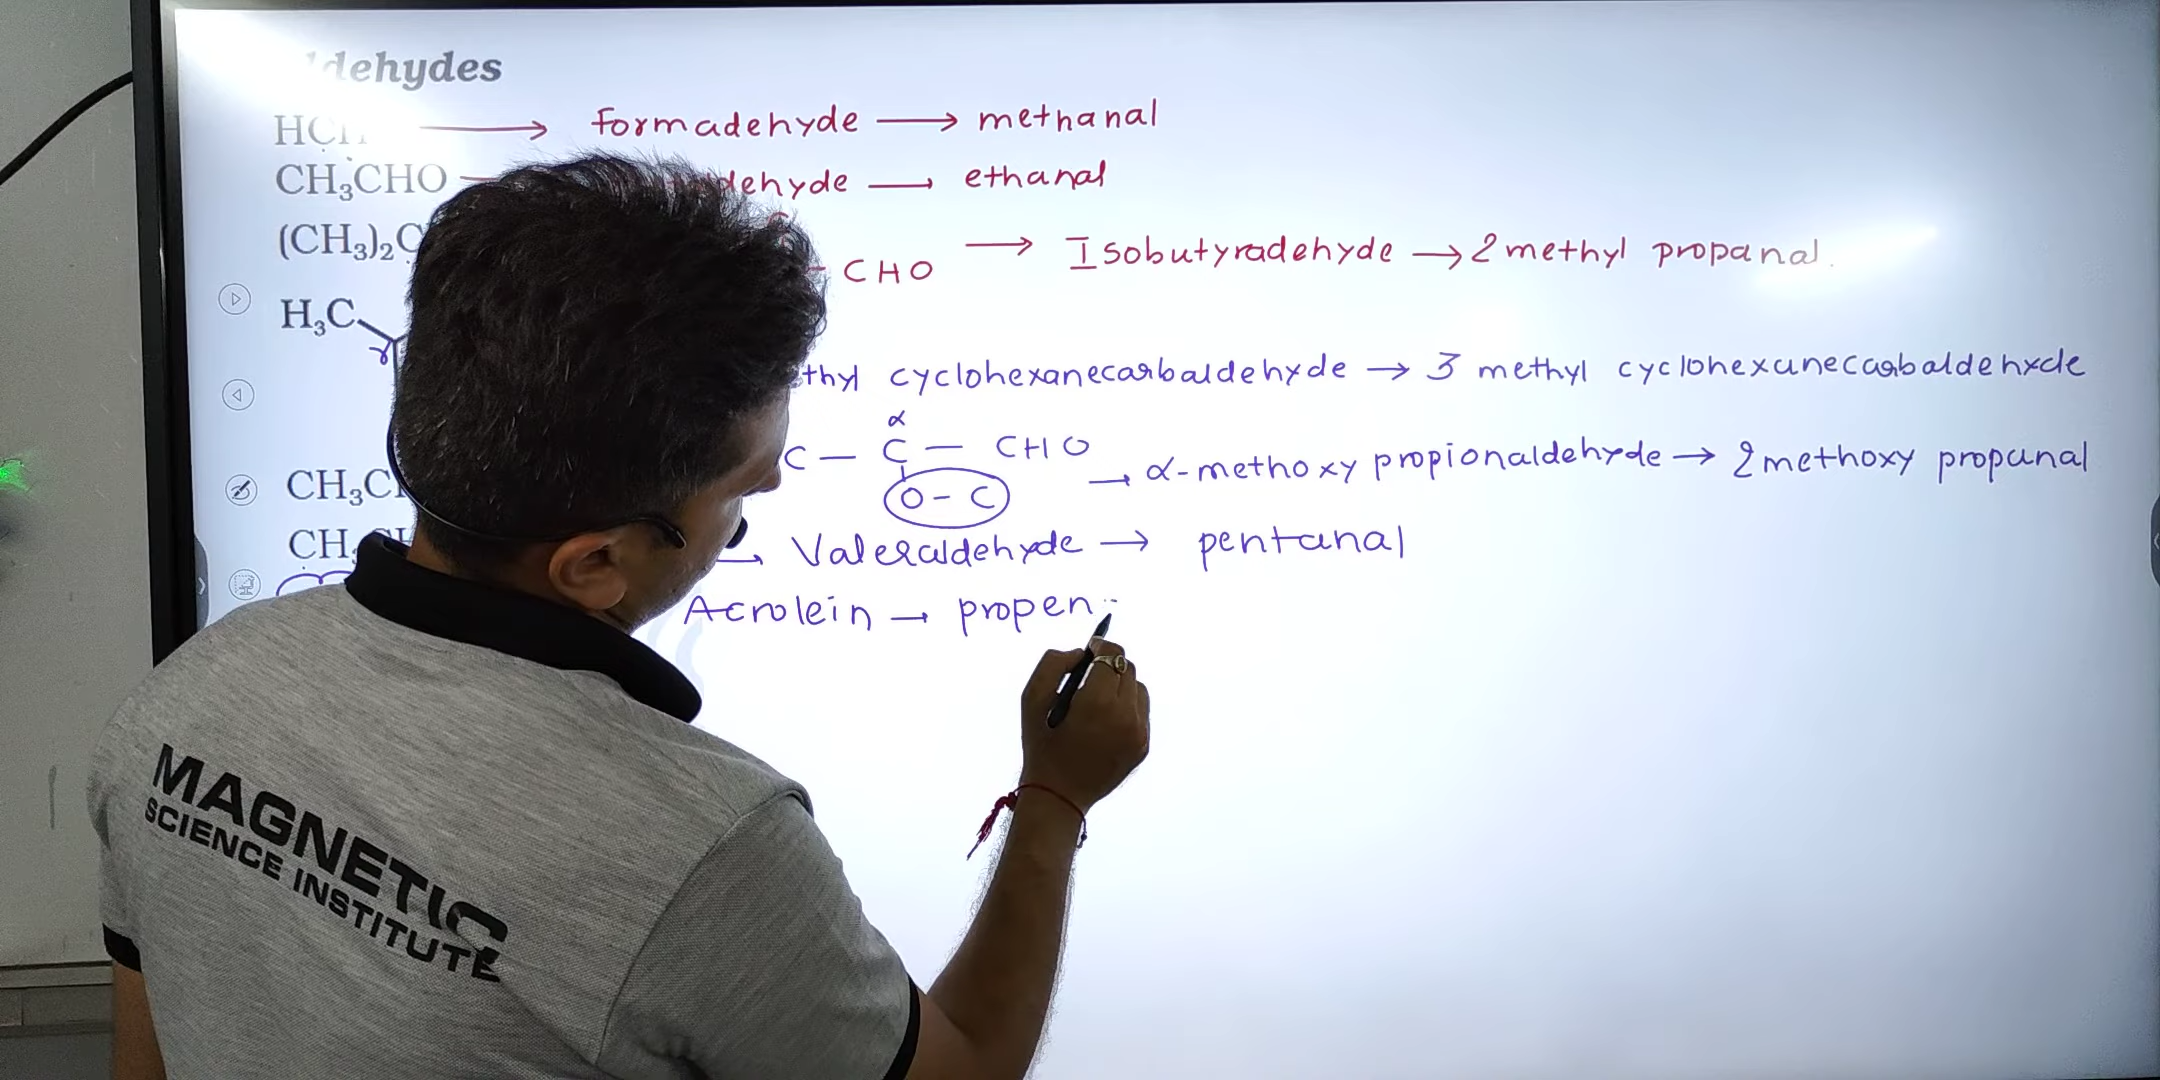 dehydes
HCH → Formadehyde → methanal
CH₃CHO — dehyde → ethanal
(CH₃)₂C CHO → Isobutyradehyde → 2 methyl propanal.
H₃C
γ
thyl cyclohexanecarbaldehyde → 3 methyl cyclohexanecarbaldehyde
α
C — C — CHO → α-methoxy propionaldehyde → 2 methoxy propanal
CH₃C O - C
CH → Valeraldehyde → pentanal
Acrolein → propen
MAGNETIC
SCIENCE INSTITUTE